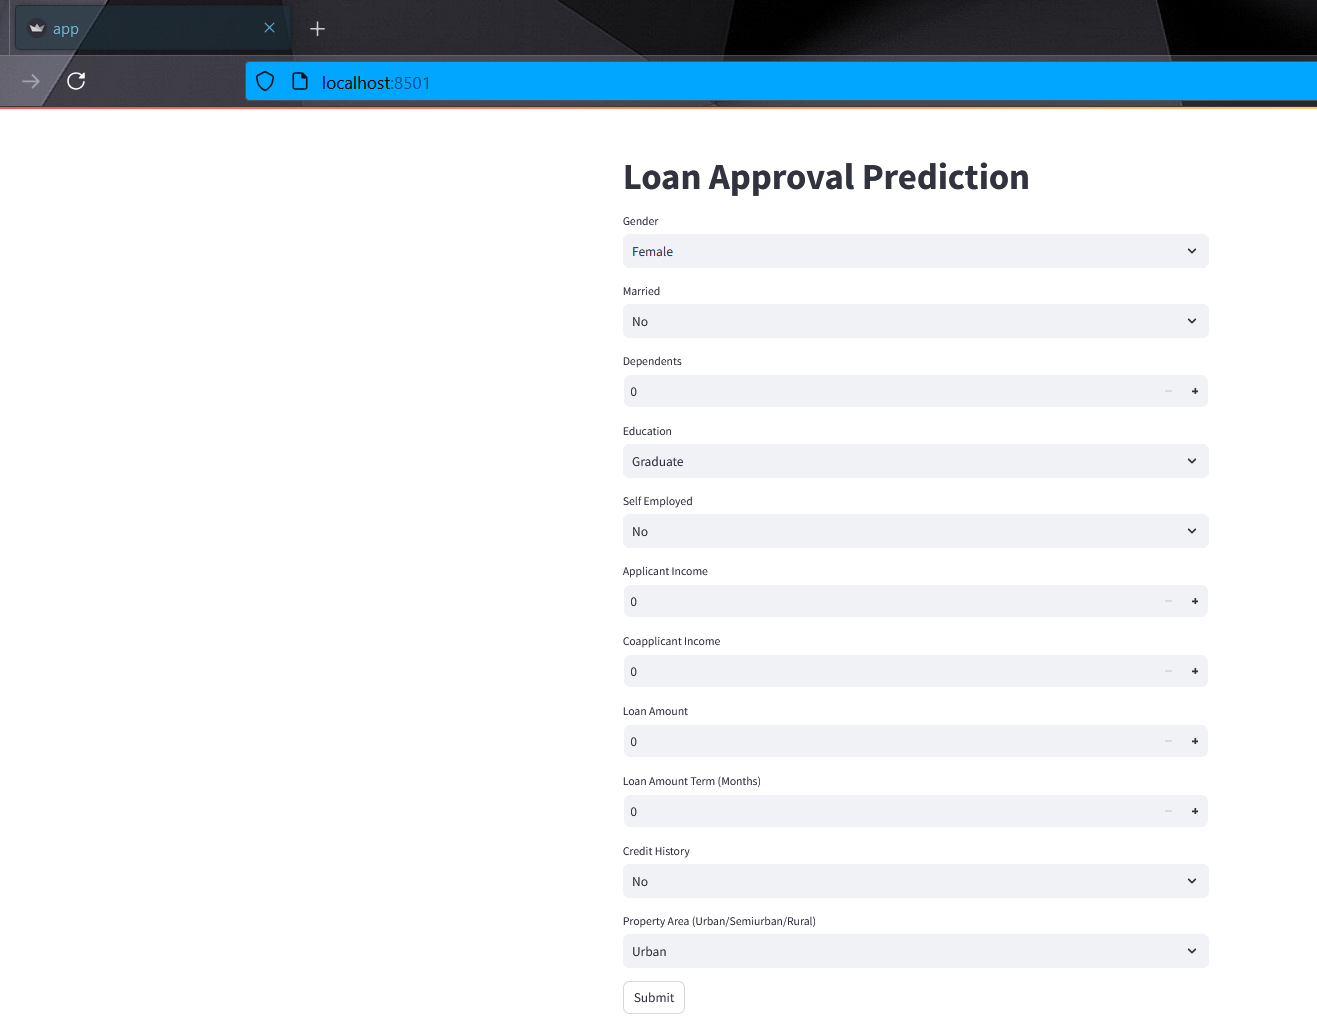 app
localhost:8501
Loan Approval Prediction
Gender
Female
Married
No
Dependents
0
Education
Graduate
Self Employed
No
Applicant Income
0
Coapplicant Income
0
Loan Amount
0
Loan Amount Term (Months)
0
Credit History
No
Property Area (Urban/Semiurban/Rural)
Urban
Submit